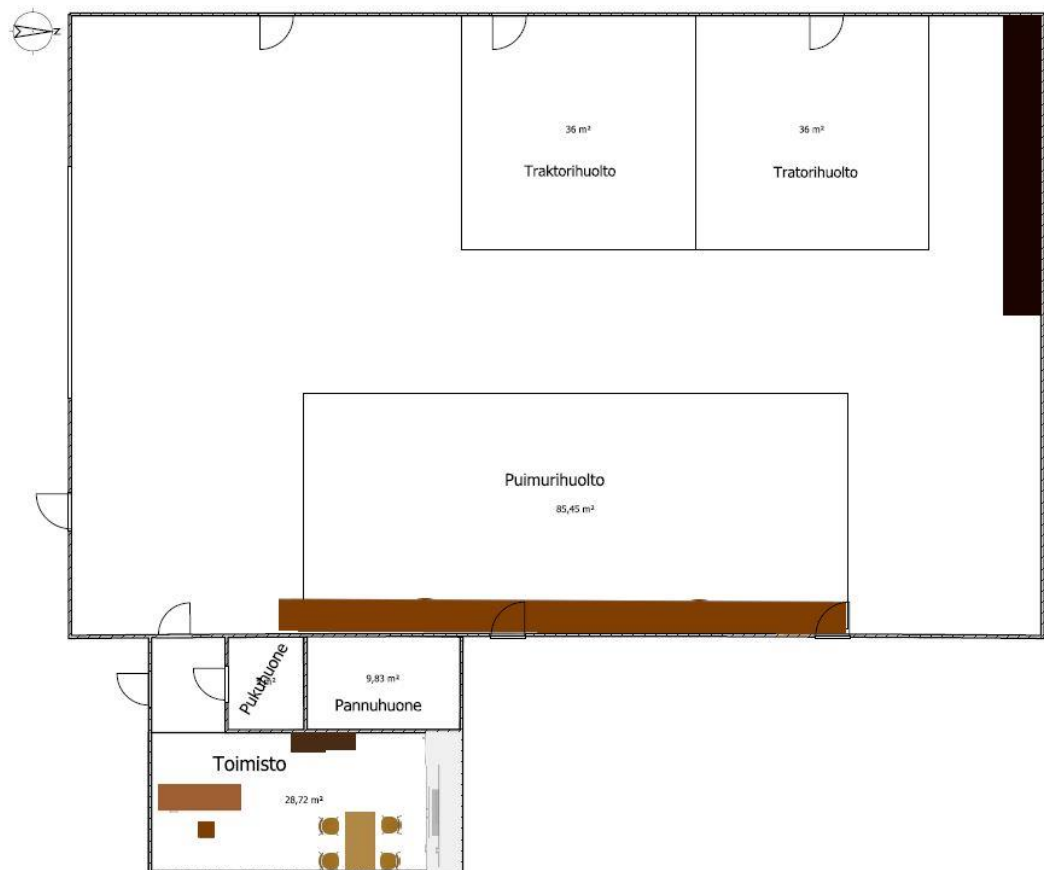 N
36 m²
36 m²
Traktorihuolto
Tratorihuolto
Puimurihuolto
85,45 m²
Pukuhuone
9,83 m²
Pannuhuone
Toimisto
28,72 m²